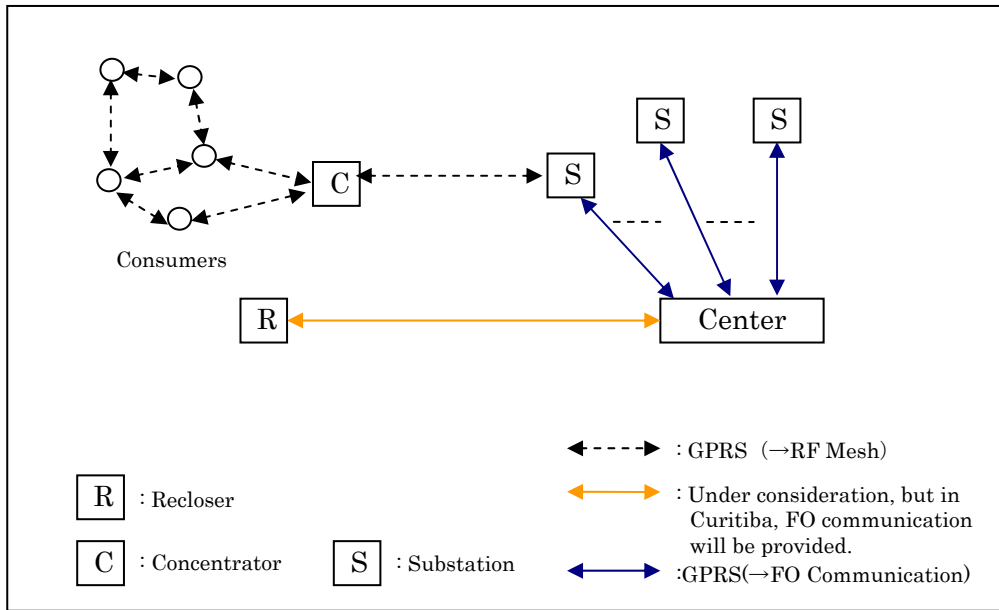 S
S
C
S
Consumers
R
Center
: GPRS (→RF Mesh)
R
: Recloser
: Under consideration, but in
Curitiba, FO communication
will be provided.
C
: Concentrator
S
: Substation
:GPRS(→FO Communication)